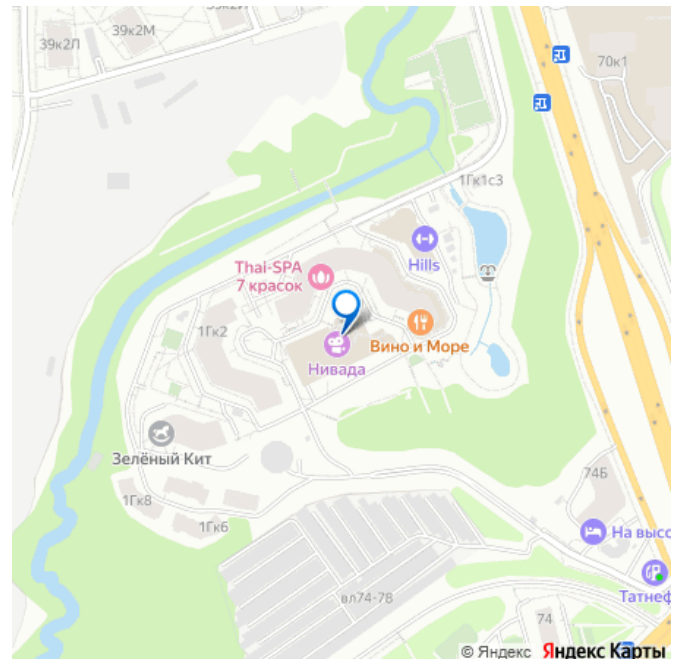 39к2И
39к2М
39к2Л
70к1
1Гк1с3
Hills
Thai-SPA
7 красок
1Гк2
Вино и Море
Нивада
Зелёный Кит
74Б
1Гк8
1Гк6
На высо
вл74-78
Татнеф
74
© Яндекс Яндекс Карты